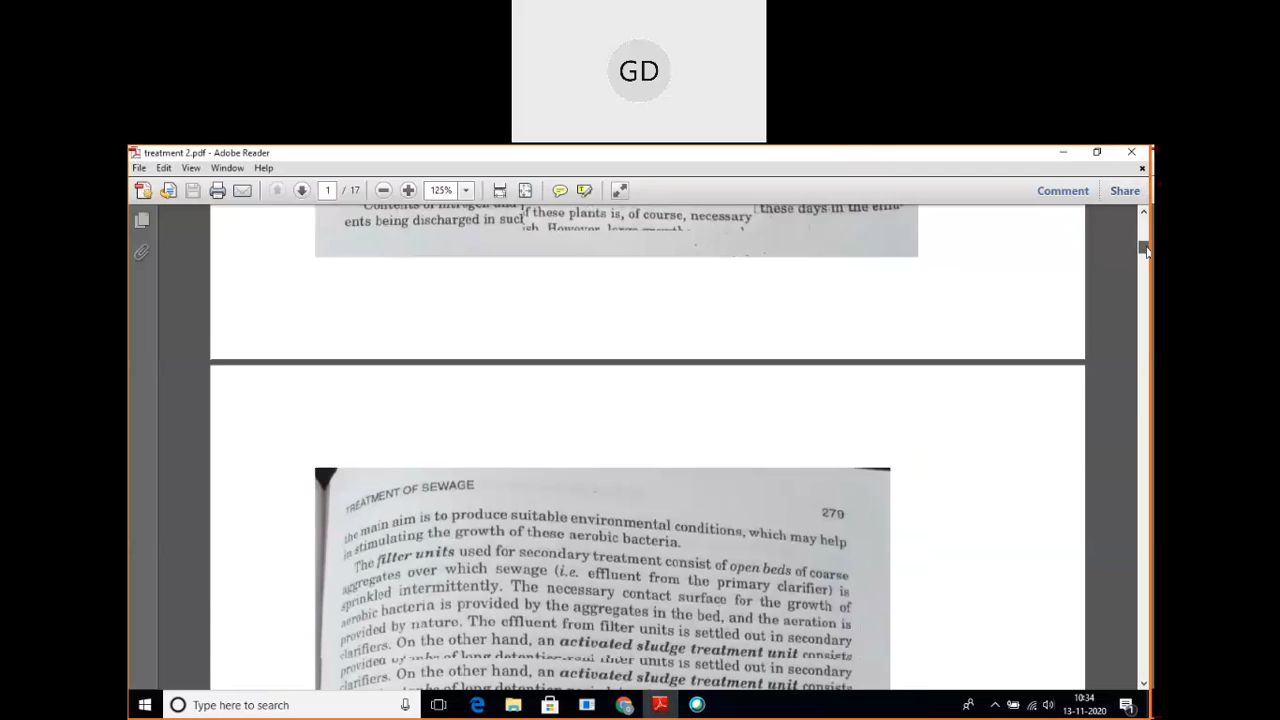 GD
treatment 2.pdf - Adobe Reader
File Edit View Window Help
1 / 17 125% Comment Share
Contents of nitrogen and
ents being discharged in such
f these plants is, of course, necessary
these days in the efflu-
However, large
TREATMENT OF SEWAGE
279
the main aim is to produce suitable environmental conditions, which may help
in stimulating the growth of these aerobic bacteria.
The filter units used for secondary treatment consist of open beds of coarse
aggregates over which sewage (i.e. effluent from the primary clarifier) is
sprinkled intermittently. The necessary contact surface for the growth of
aerobic bacteria is provided by the aggregates in the bed, and the aeration is
provided by nature. The effluent from filter units is settled out in secondary
clarifiers. On the other hand, an activated sludge treatment unit consists
provided by units is settled out in secondary
clarifiers. On the other hand, an activated sludge treatment unit consists
of long detention
Type here to search
10:34
13-11-2020
1